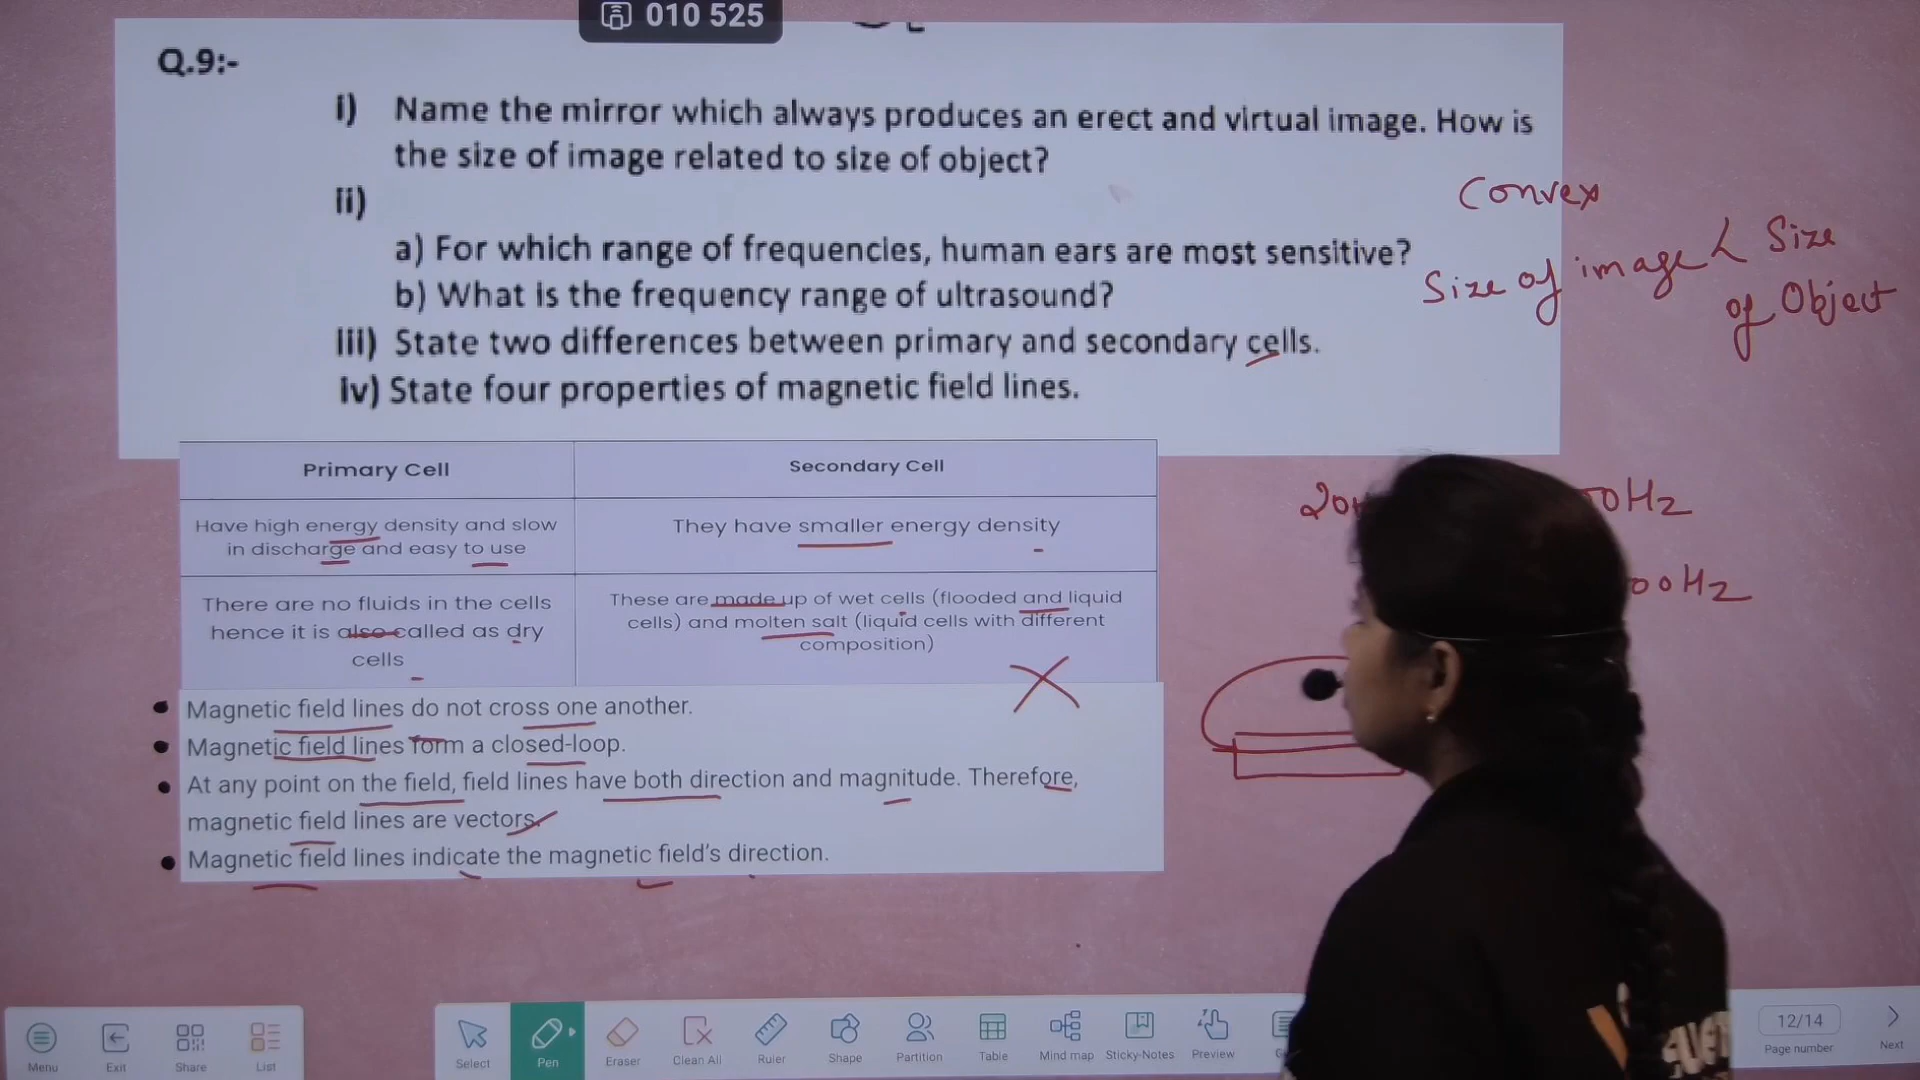 010 525
Q.9:-
i) Name the mirror which always produces an erect and virtual image. How is
the size of image related to size of object?
ii)
a) For which range of frequencies, human ears are most sensitive?
b) What is the frequency range of ultrasound?
iii) State two differences between primary and secondary cells.
iv) State four properties of magnetic field lines.
Convex
Size of image < Size
of Object
Primary Cell
Secondary Cell
Have high energy density and slow
in discharge and easy to use
They have smaller energy density
There are no fluids in the cells
hence it is also called as dry
cells
These are made up of wet cells (flooded and liquid
cells) and molten salt (liquid cells with different
composition)
Magnetic field lines do not cross one another.
Magnetic field lines form a closed-loop.
At any point on the field, field lines have both direction and magnitude. Therefore,
magnetic field lines are vectors.
Magnetic field lines indicate the magnetic field's direction.
Menu
Exit
Share
List
Select
Pen
Eraser
Clean All
Ruler
Shape
Partition
Table
Mind map
Sticky-Notes
Preview
12/14
Page number
Next